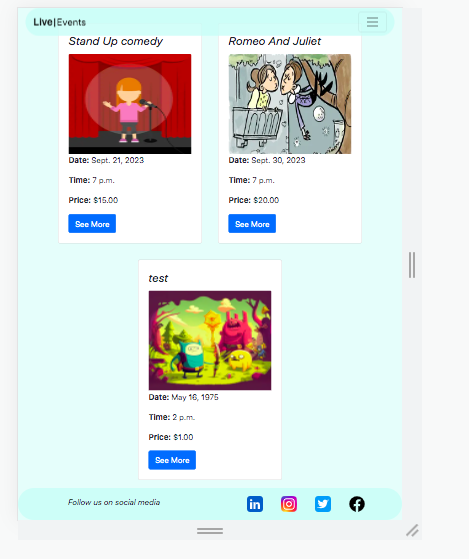 Live|Events
Stand Up comedy
Romeo And Juliet
Date: Sept. 21, 2023
Time: 7 p.m.
Price: $15.00
See More
Date: Sept. 30, 2023
Time: 7 p.m.
Price: $20.00
See More
test
Date: May 16, 1975
Time: 2 p.m.
Price: $1.00
See More
Follow us on social media
in
f